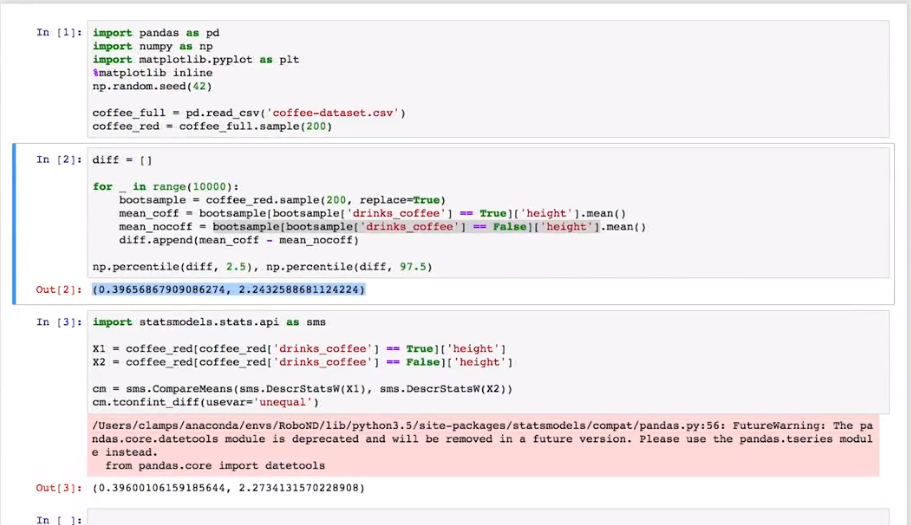 In [1]: import pandas as pd
import numpy as np
import matplotlib.pyplot as plt
%matplotlib inline
np.random.seed(42)
coffee_full = pd.read_csv('coffee-dataset.csv')
coffee_red = coffee_full.sample(200)
In [2]: diff = []
for _ in range(10000):
bootsample = coffee_red.sample(200, replace=True)
mean_coff = bootsample[bootsample['drinks_coffee'] == True]['height'].mean()
mean_nocoff = bootsample[bootsample['drinks_coffee'] == False]['height'].mean()
diff.append(mean_coff - mean_nocoff)
np.percentile(diff, 2.5), np.percentile(diff, 97.5)
Out[2]: (0.39656867909086274, 2.2432588681124224)
In [3]: import statsmodels.stats.api as sms
X1 = coffee_red[coffee_red['drinks_coffee'] == True]['height']
X2 = coffee_red[coffee_red['drinks_coffee'] == False]['height']
cm = sms.CompareMeans(sms.DescrStatsW(X1), sms.DescrStatsW(X2))
cm.tconfint_diff(usevar='unequal')
/Users/clamps/anaconda/envs/RoboND/lib/python3.5/site-packages/statsmodels/compat/pandas.py:56: FutureWarning: The pa
ndas.core.datetools module is deprecated and will be removed in a future version. Please use the pandas.tseries modul
e instead.
from pandas.core import datetools
Out[3]: (0.39600106159185644, 2.2734131570228908)
In [ ]: